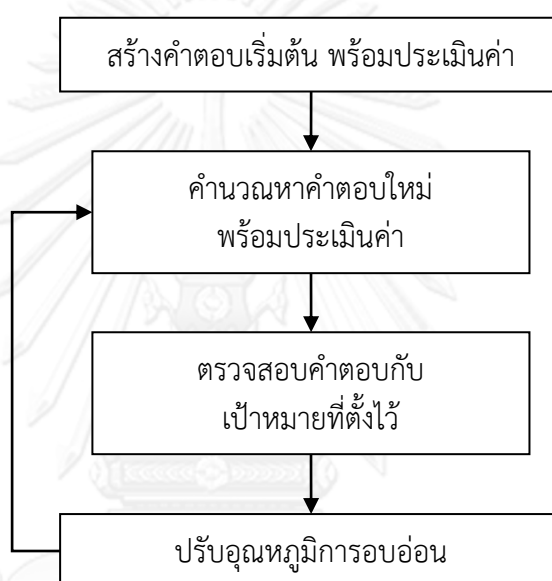 สร้างคำตอบเริ่มต้น พร้อมประเมินค่า
คำนวณหาคำตอบใหม่
พร้อมประเมินค่า
ตรวจสอบคำตอบกับ
เป้าหมายที่ตั้งไว้
ปรับอุณหภูมิการอบอ่อน